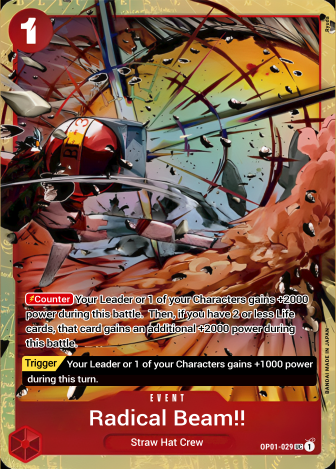 1
⚡Counter Your Leader or 1 of your Characters gains +2000
power during this battle. Then, if you have 2 or less Life
cards, that card gains an additional +2000 power during
this battle.
Trigger Your Leader or 1 of your Characters gains +1000 power
during this turn.
EVENT
Radical Beam!!
Straw Hat Crew
OP01-029 UC 1
BANDAI MADE IN JAPAN